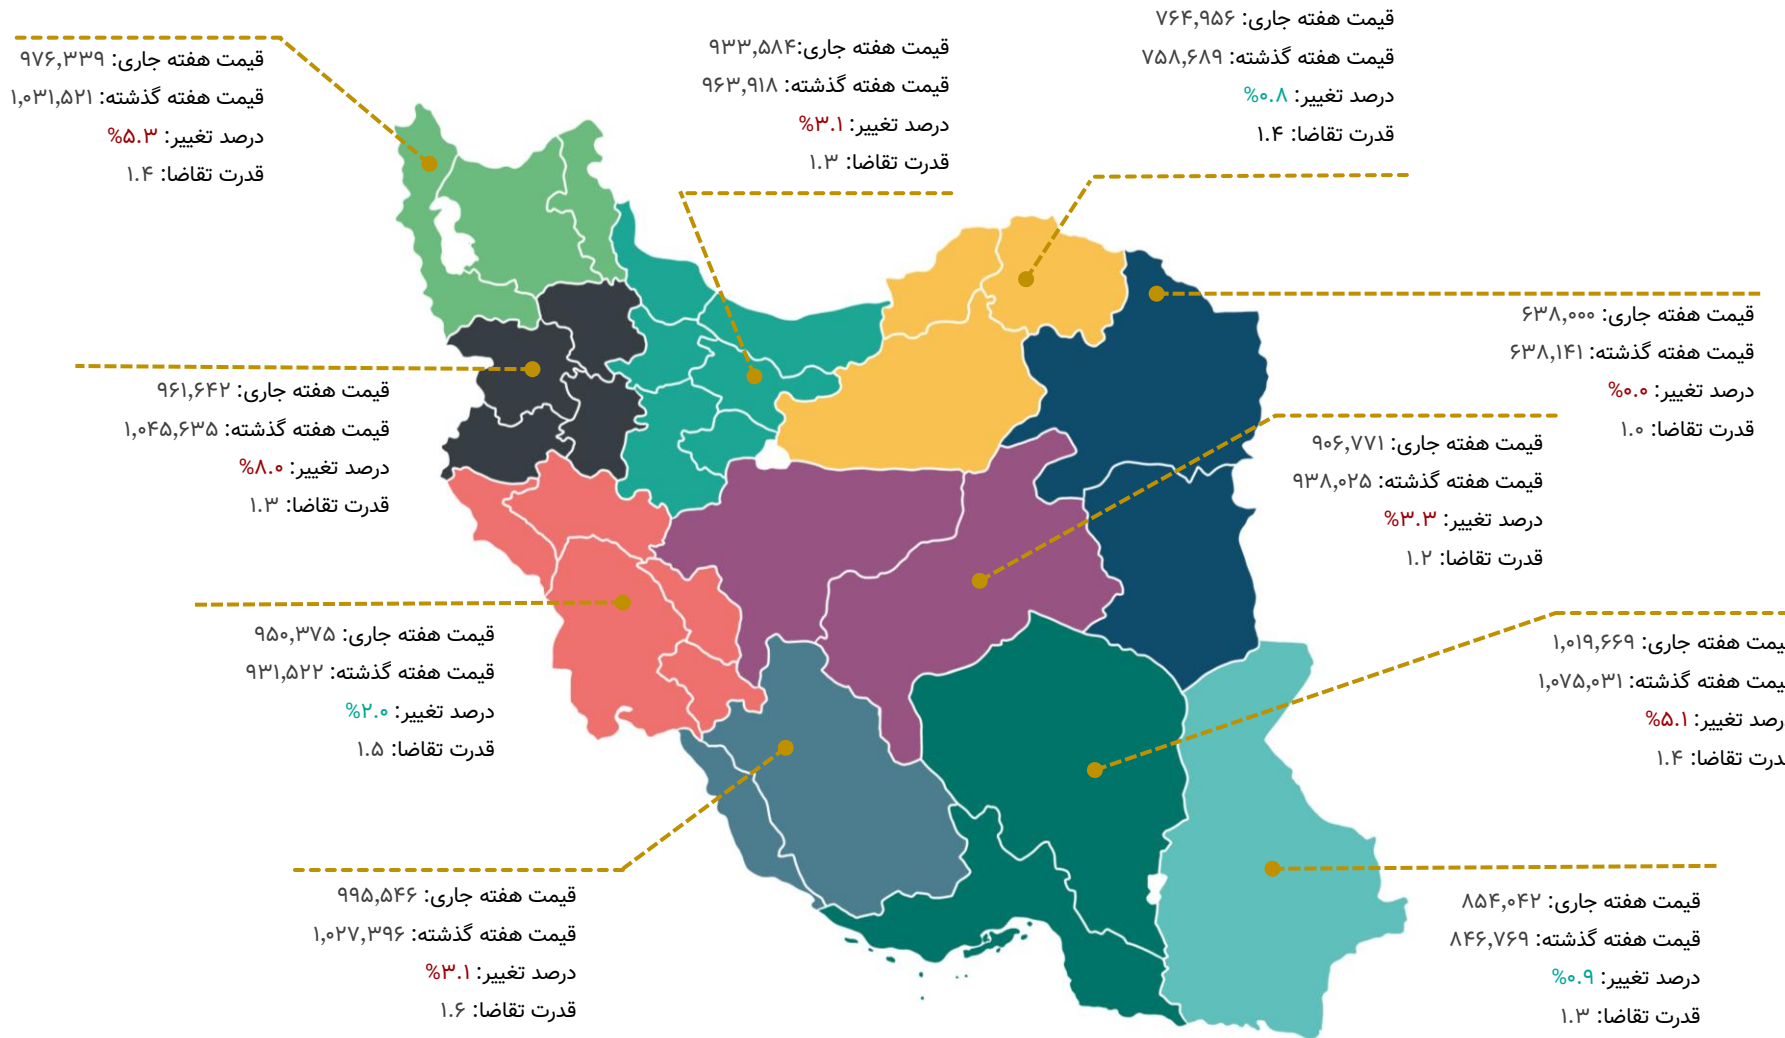 قیمت هفته جاری: ۷۶۴,۹۵۶
قیمت هفته گذشته: ۷۵۸,۶۸۹
درصد تغییر: %۰.۸
قدرت تقاضا: ۱.۴
قیمت هفته جاری:۹۳۳,۵۸۴
قیمت هفته گذشته: ۹۶۳,۹۱۸
درصد تغییر: %۳.۱
قدرت تقاضا: ۱.۳
قیمت هفته جاری: ۹۷۶,۳۳۹
قیمت هفته گذشته: ۱,۰۳۱,۵۲۱
درصد تغییر: %۵.۳
قدرت تقاضا: ۱.۴
قیمت هفته جاری: ۶۳۸,۰۰۰
قیمت هفته گذشته: ۶۳۸,۱۴۱
درصد تغییر: %۰.۰
قدرت تقاضا: ۱.۰
قیمت هفته جاری: ۹۰۶,۷۷۱
قیمت هفته گذشته: ۹۳۸,۰۲۵
درصد تغییر: %۳.۳
قدرت تقاضا: ۱.۲
قیمت هفته جاری: ۹۶۱,۶۴۲
قیمت هفته گذشته: ۱,۰۴۵,۶۳۵
درصد تغییر: %۸.۰
قدرت تقاضا: ۱.۳
یمت هفته جاری: ۱,۰۱۹,۶۶۹
یمت هفته گذشته: ۱,۰۷۵,۰۳۱
رصد تغییر: %۵.۱
درت تقاضا: ۱.۴
قیمت هفته جاری: ۹۵۰,۳۷۵
قیمت هفته گذشته: ۹۳۱,۵۲۲
درصد تغییر: %۲.۰
قدرت تقاضا: ۱.۵
قیمت هفته جاری: ۸۵۴,۰۴۲
قیمت هفته گذشته: ۸۴۶,۷۶۹
درصد تغییر: %۰.۹
قدرت تقاضا: ۱.۳
قیمت هفته جاری: ۹۹۵,۵۴۶
قیمت هفته گذشته: ۱,۰۲۷,۳۹۶
درصد تغییر: %۳.۱
قدرت تقاضا: ۱.۶